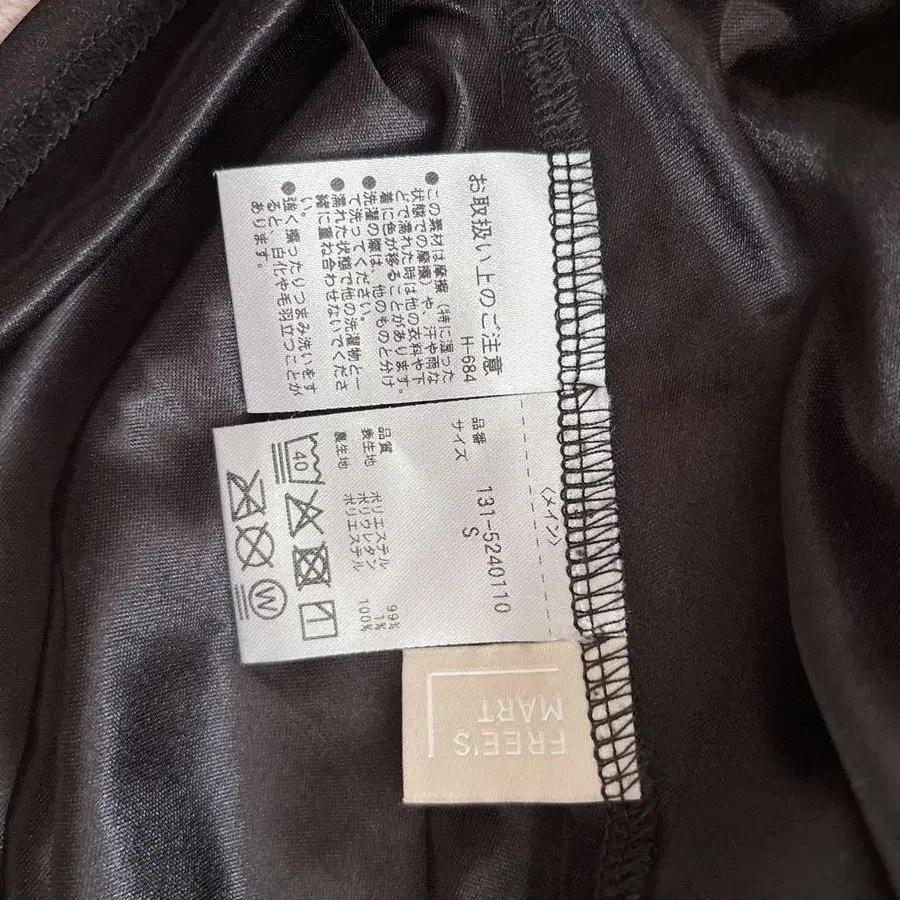 お取扱い上のご注意
H-684
●この素材は摩擦（特に湿った
状態での摩擦）や、汗や雨な
どで濡れた時は他の衣料や下
着に色が移ることがあります。
●洗濯の際は、他のものと分け
て洗ってください。
●濡れた状態で他の洗濯物と一
緒に重ね合わせないでくださ
い。
●強く擦ったりつまみ洗いをす
ると、白化や毛羽立つことが
あります。
〈メイン〉
品番 131-5240110
サイズ S
品質
表生地 ポリエステル 99%
ポリウレタン 1%
裏生地 ポリエステル 100%
40
W
FREE'S
MART